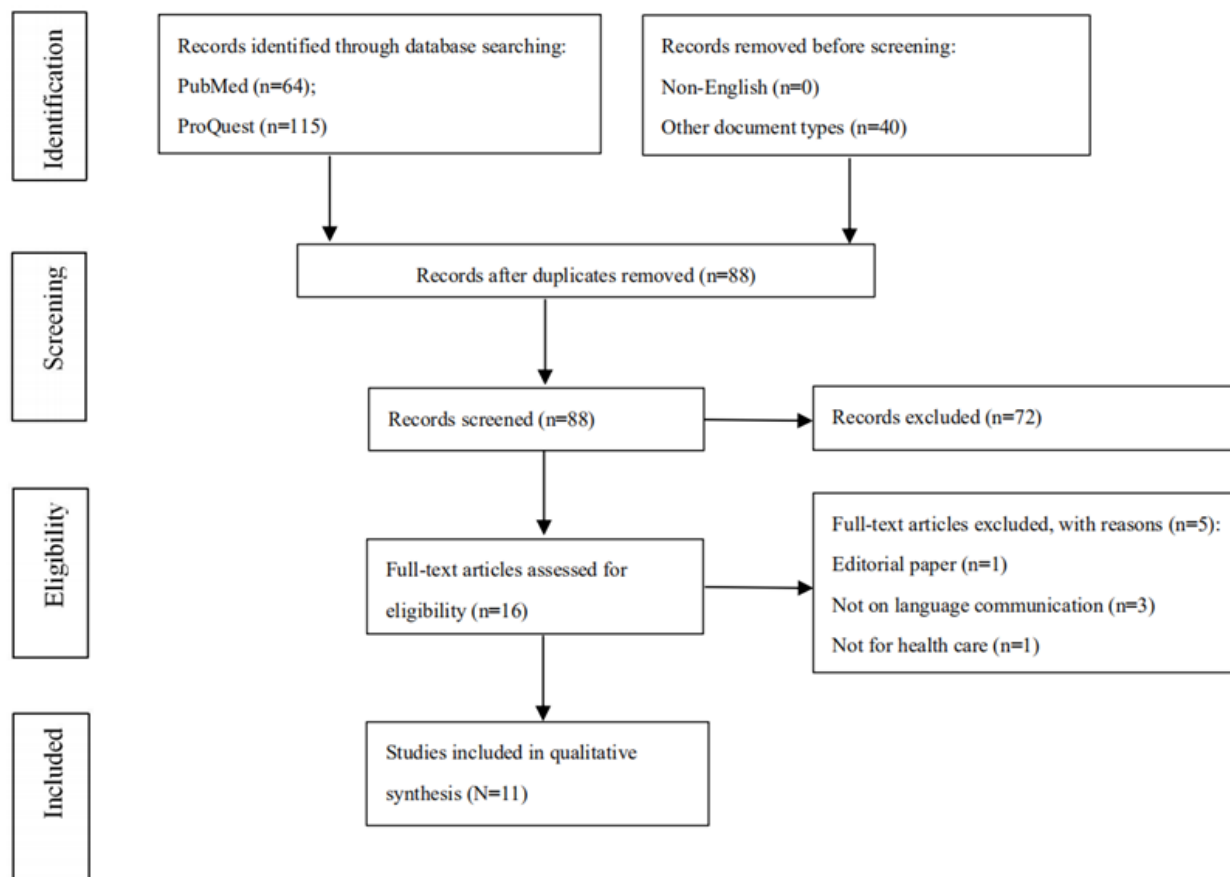 Identification
Records identified through database searching:
PubMed (n=64);
ProQuest (n=115)
Records removed before screening:
Non-English (n=0)
Other document types (n=40)
Screening
Records after duplicates removed (n=88)
Records screened (n=88)
Records excluded (n=72)
Eligibility
Full-text articles assessed for
eligibility (n=16)
Full-text articles excluded, with reasons (n=5):
Editorial paper (n=1)
Not on language communication (n=3)
Not for health care (n=1)
Included
Studies included in qualitative
synthesis (N=11)